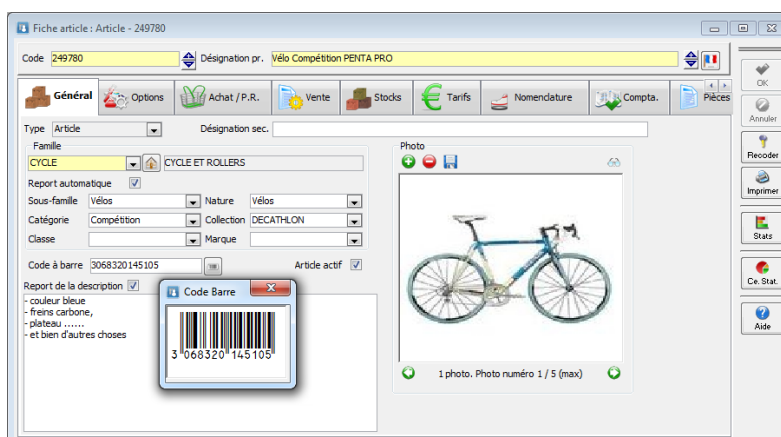 Fiche article : Article - 249780
Code 249780 Désignation pr. Vélo Compétition PENTA PRO
Général Options Achat / P.R. Vente Stocks Tarifs Nomendature Compta. Pièces
Type Article Désignation sec.
Famille
CYCLE CYCLE ET ROLLERS
Report automatique
Sous-famille Vélos Nature Vélos
Catégorie Compétition Collection DECATHLON
Classe Marque
Code à barre 3068320145105 Article actif
Report de la description
- couleur bleue
- freins carbone,
- plateau ......
- et bien d'autres choses
Code Barre
3 068320 145105
Photo
1 photo. Photo numéro 1 / 5 (max)
OK
Annuler
Recoder
Imprimer
Stats
Ce. Stat.
Aide